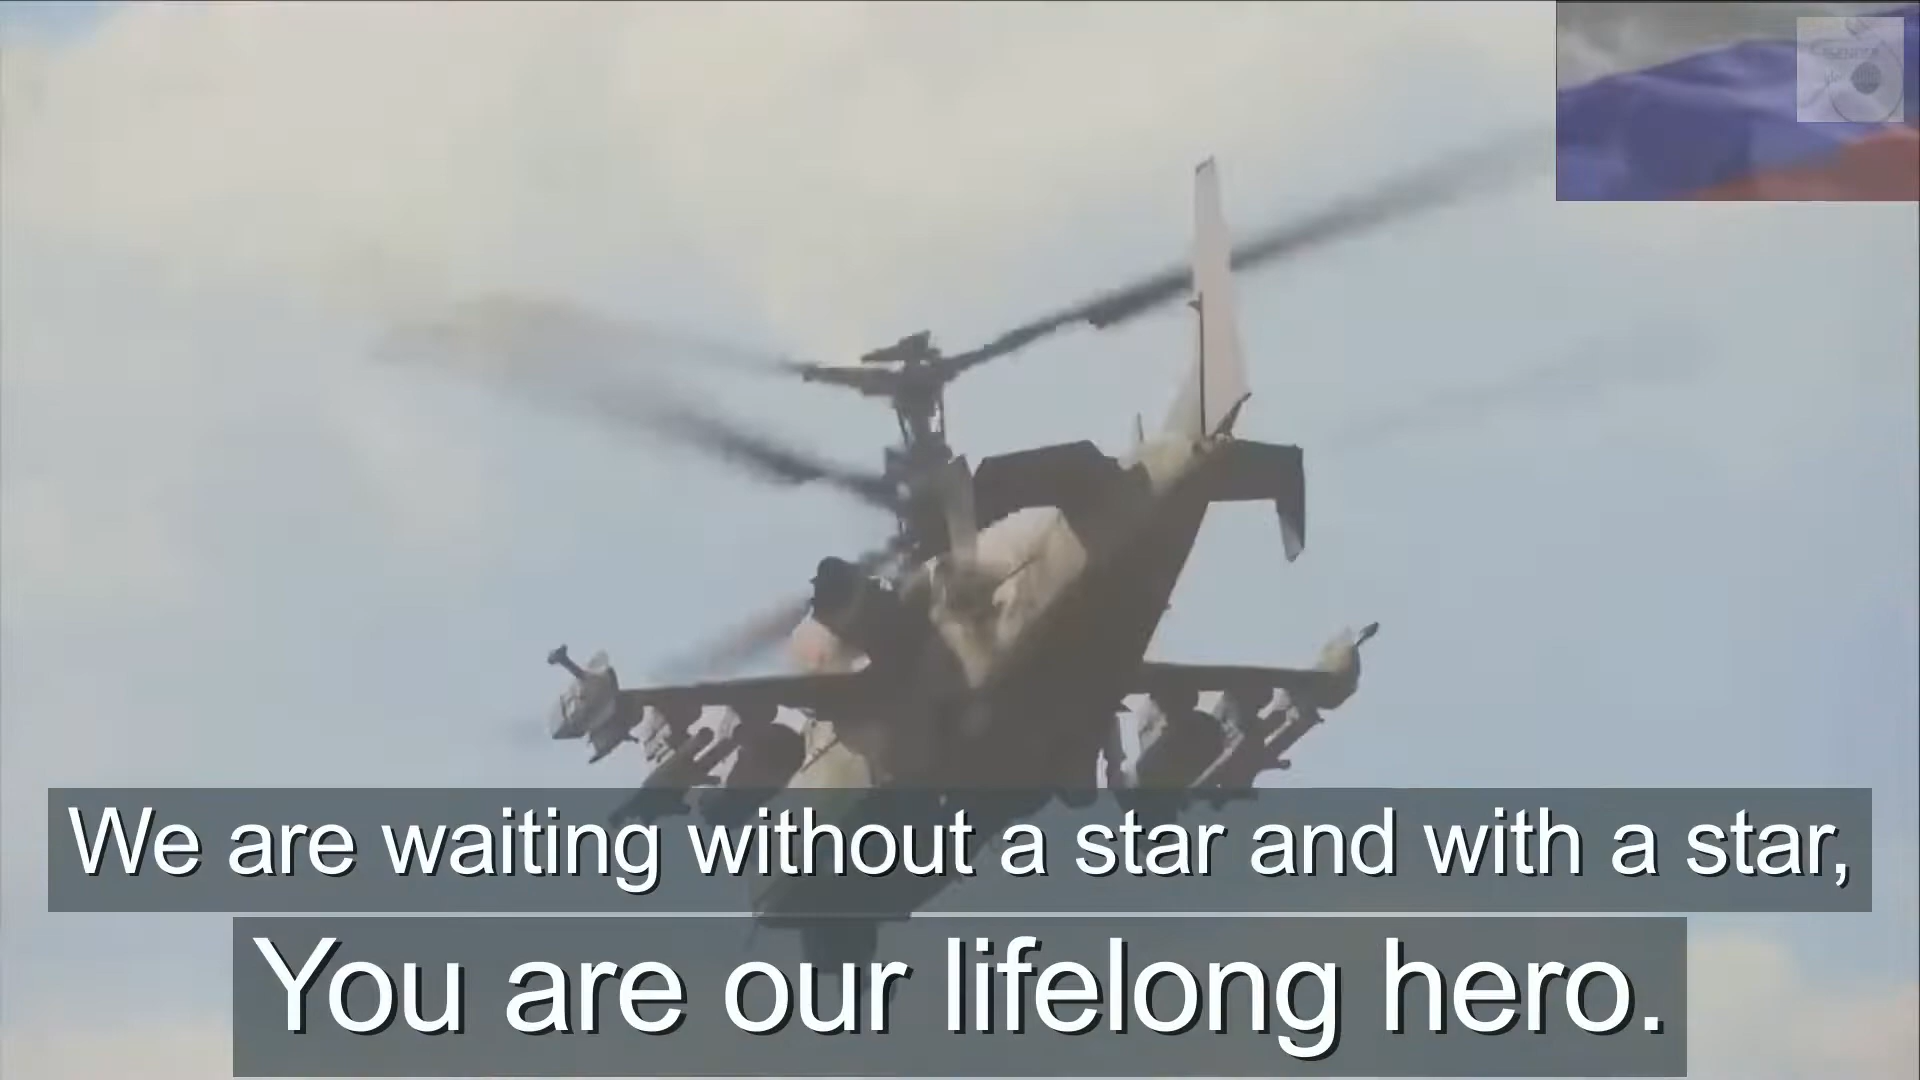 We are waiting without a star and with a star,
You are our lifelong hero.